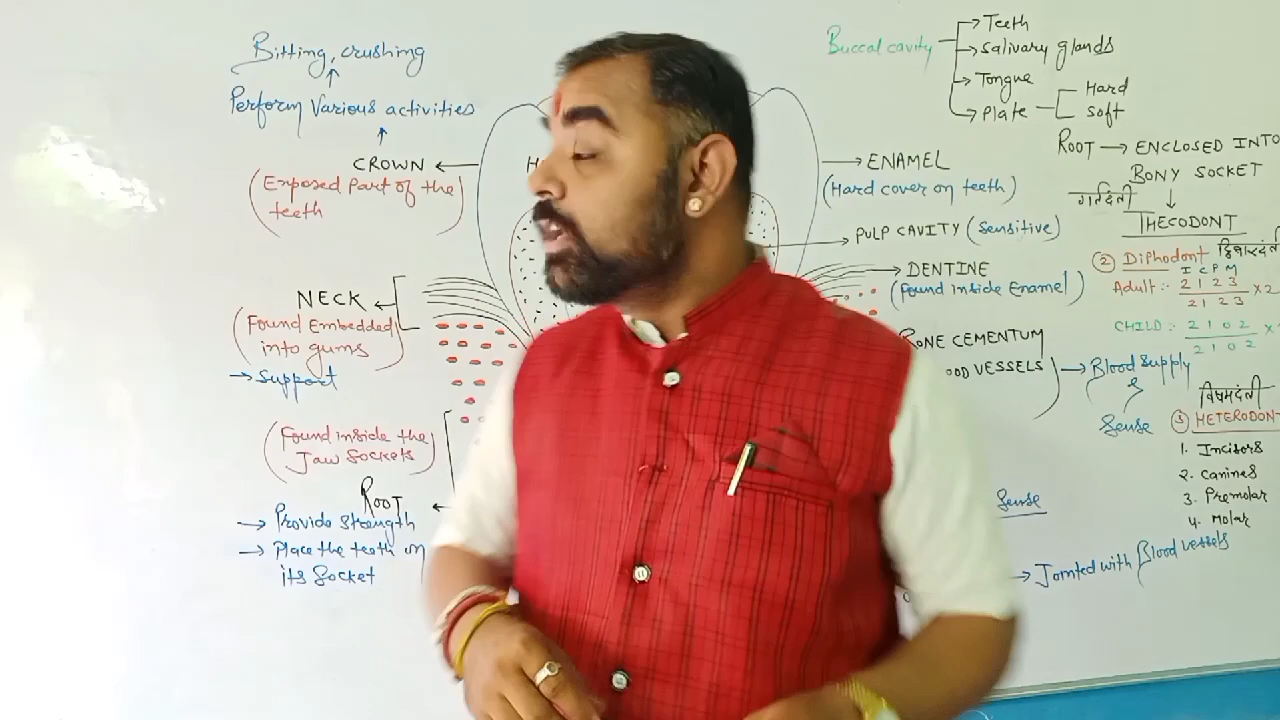 Bitting, crushing
Perform Various activities
CROWN
(Exposed Part of the
teeth)
NECK
(Found Embedded
into gums)
→ Support
(Found inside the
Jaw Sockets)
ROOT
→ Provide Strength
→ Place the teeth in
its Socket
Buccal cavity
→ Teeth
→ Salivary glands
→ Tongue
→ Plate
Hard
Soft
→ ENAMEL
(Hard cover on teeth)
→ PULP CAVITY (Sensitive)
→ DENTINE
(Found inside Enamel)
CEMENTUM
VESSELS → Blood supply
&
Sense
Sense
→ Jointed with Blood vessels
ROOT → ENCLOSED INTO
BONY SOCKET
गर्तदंती
THECODONT
② Diphodont द्विवारदंती
I C P M
Adult :- 2 1 2 3 / 2 1 2 3 × 2
CHILD :- 2 1 0 2 / 2 1 0 2 ×
विषमदंती
③ HETERODONT
1. Incisors
2. Canines
3. Premolar
4. Molar